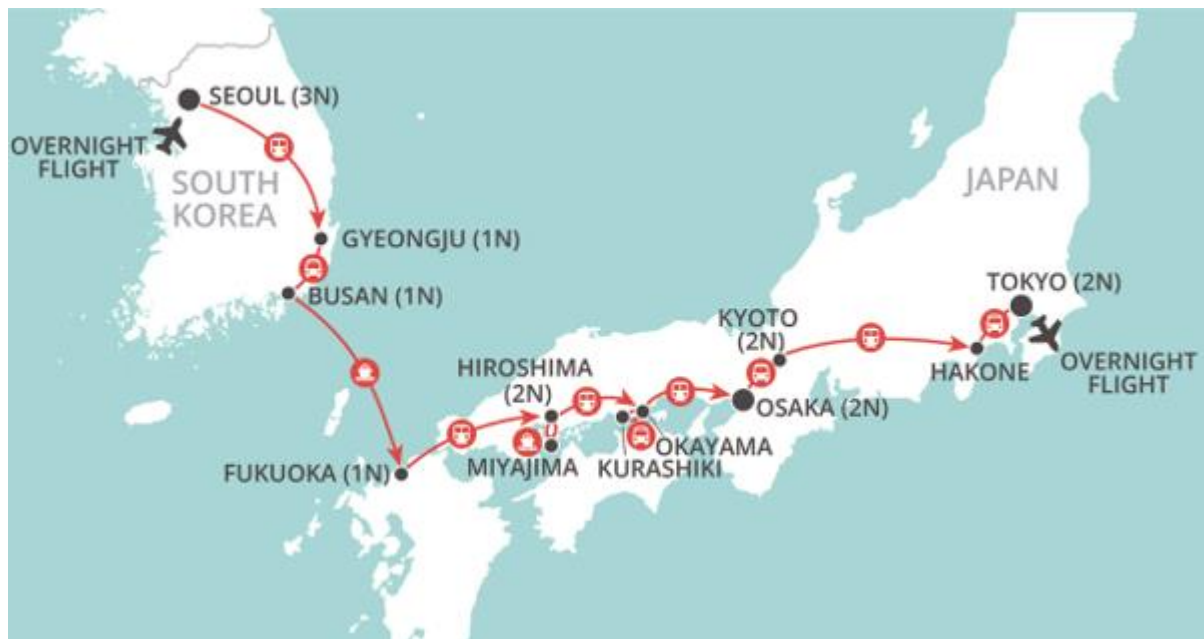 SEOUL (3N)
OVERNIGHT
FLIGHT
SOUTH
KOREA
GYEONGJU (1N)
BUSAN (1N)
FUKUOKA (1N)
HIROSHIMA
(2N)
MIYAJIMA
KURASHIKI
OKAYAMA
OSAKA (2N)
KYOTO
(2N)
JAPAN
TOKYO (2N)
HAKONE
OVERNIGHT
FLIGHT